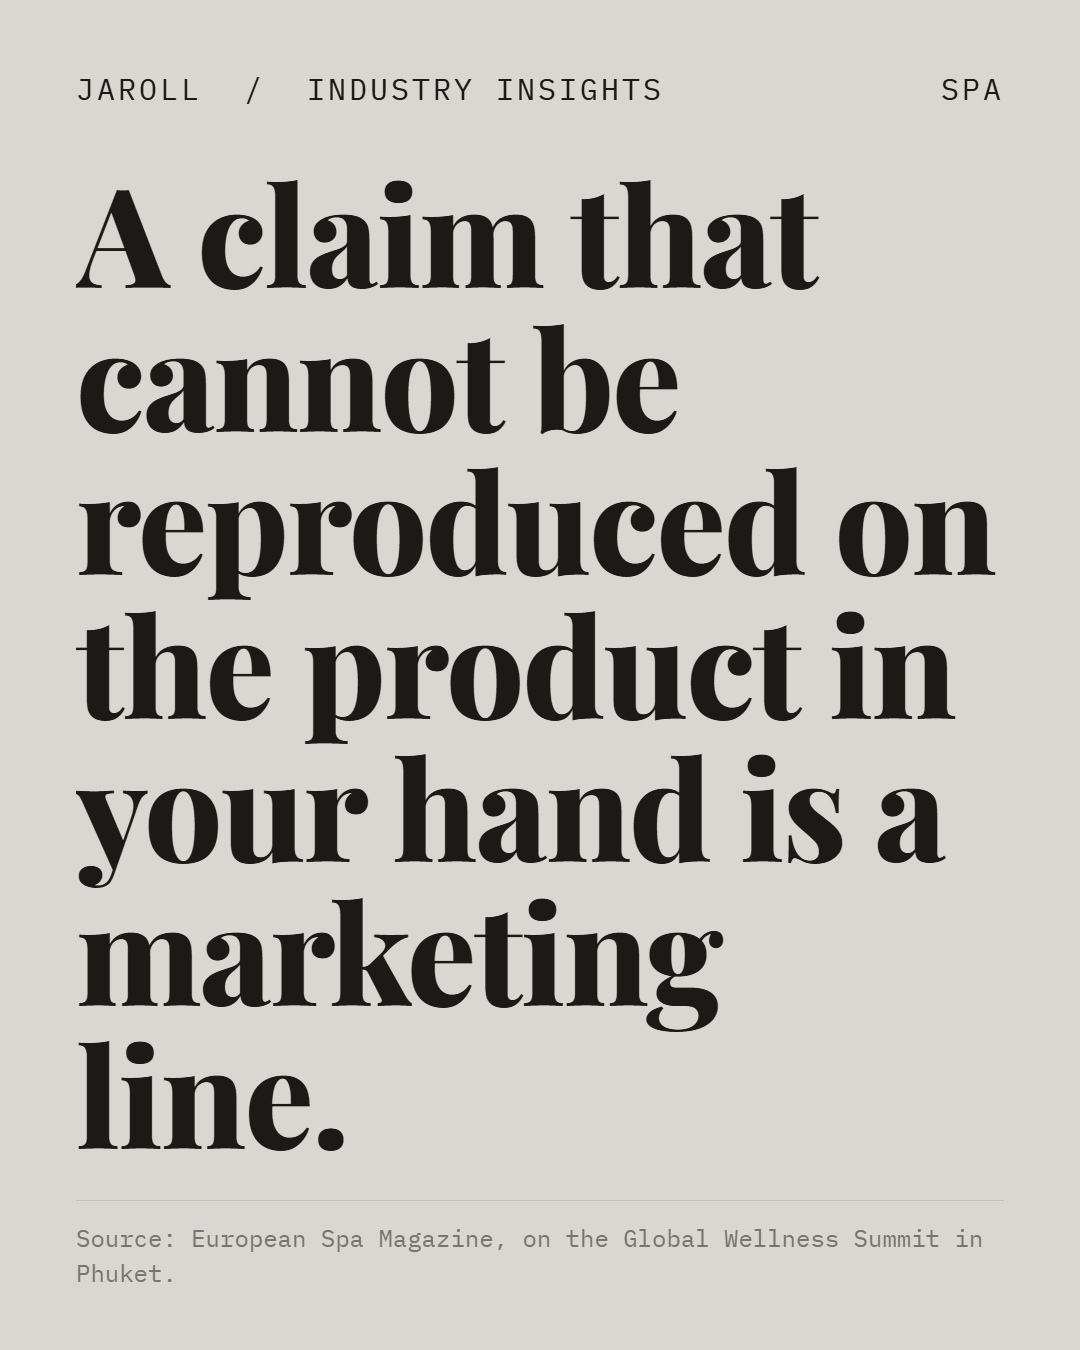 JAROLL / INDUSTRY INSIGHTS SPA
A claim that
cannot be
reproduced on
the product in
your hand is a
marketing
line.
Source: European Spa Magazine, on the Global Wellness Summit in
Phuket.